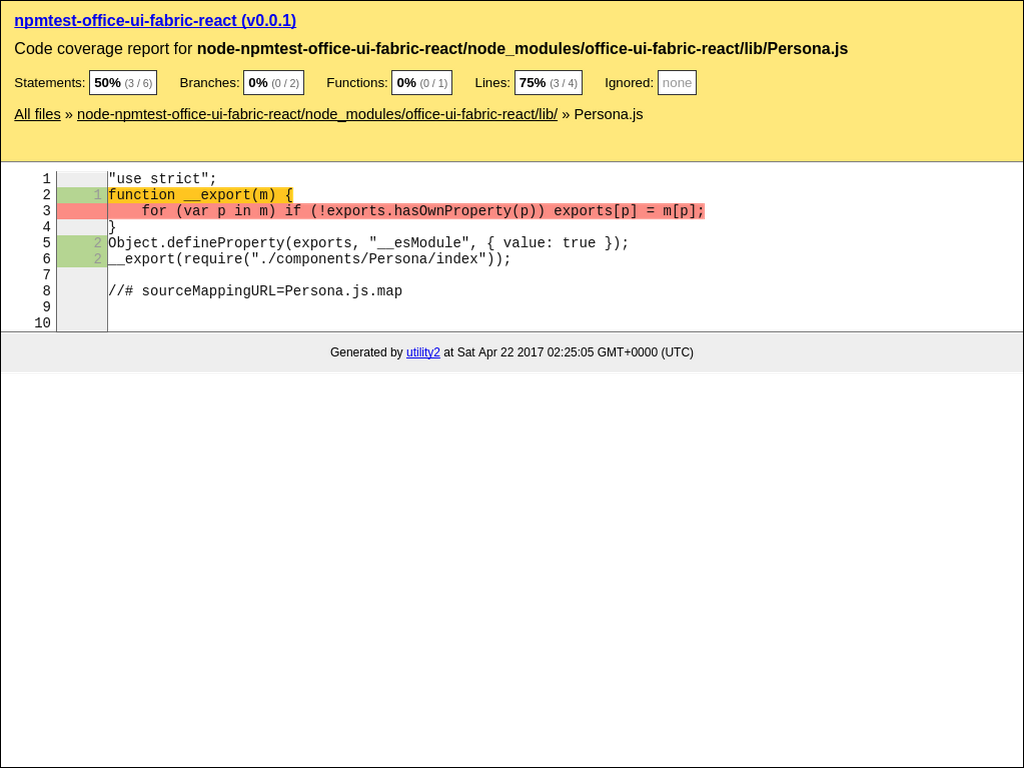 npmtest-office-ui-fabric-react (v0.0.1)
Code coverage report for node-npmtest-office-ui-fabric-react/node_modules/office-ui-fabric-react/lib/Persona.js
Statements: 50% (3 / 6) Branches: 0% (0 / 2) Functions: 0% (0 / 1) Lines: 75% (3 / 4) Ignored: none
All files » node-npmtest-office-ui-fabric-react/node_modules/office-ui-fabric-react/lib/ » Persona.js
1 "use strict";
2 1 function __export(m) {
3     for (var p in m) if (!exports.hasOwnProperty(p)) exports[p] = m[p];
4 }
5 2 Object.defineProperty(exports, "__esModule", { value: true });
6 2 __export(require("./components/Persona/index"));
7
8 //# sourceMappingURL=Persona.js.map
9
10
Generated by utility2 at Sat Apr 22 2017 02:25:05 GMT+0000 (UTC)